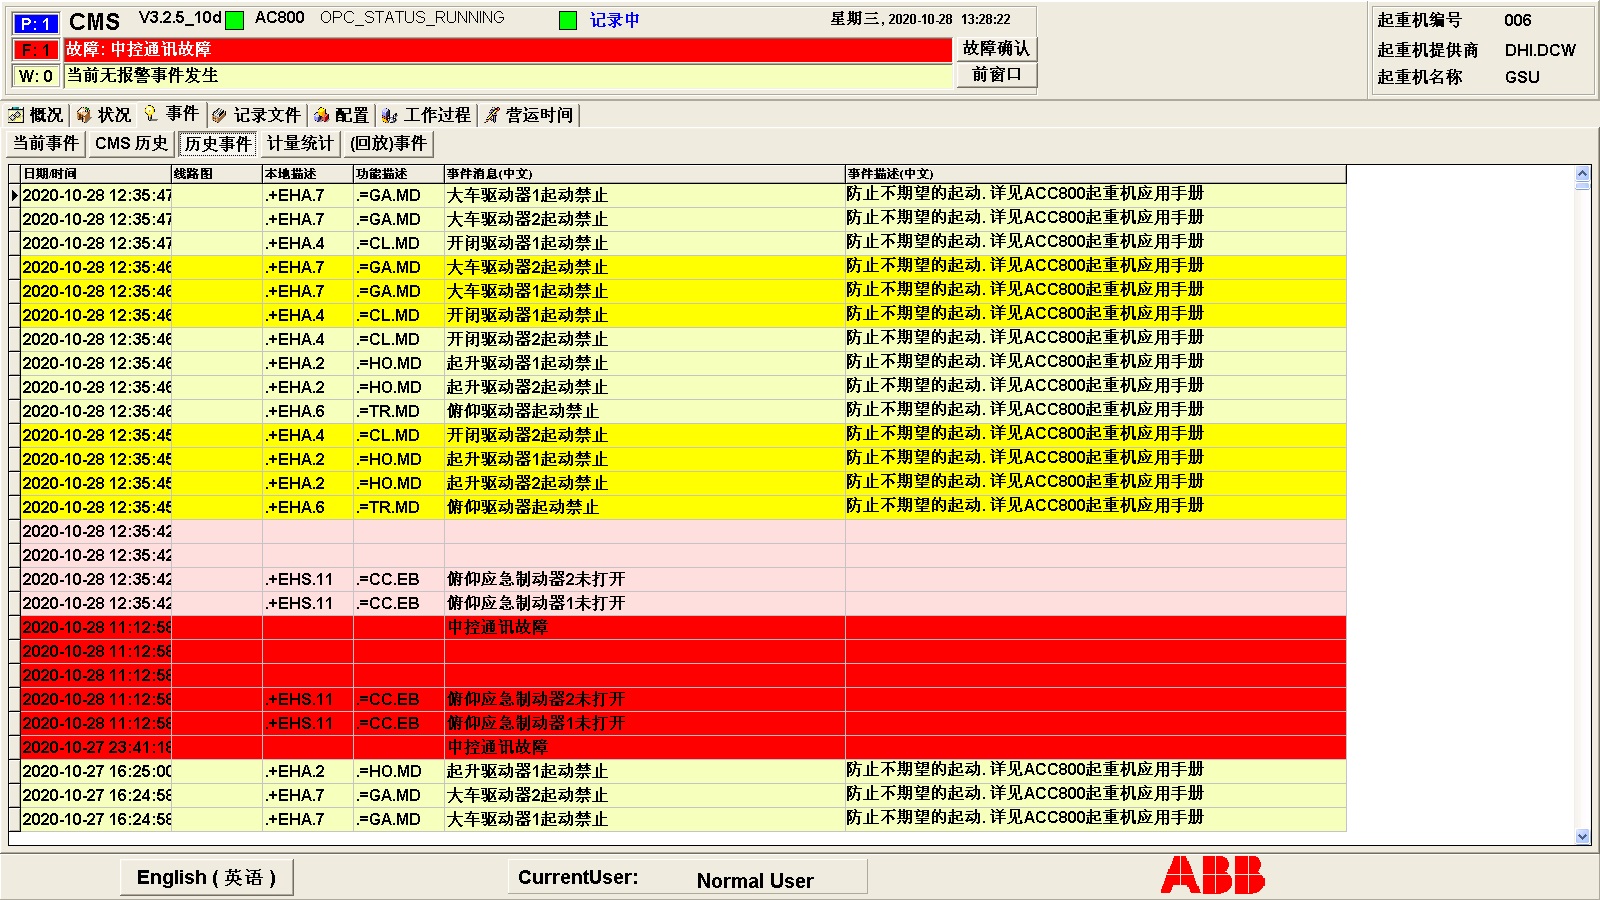 P: 1 CMS V3.2.5_10d AC800 OPC_STATUS_RUNNING 记录中 星期三, 2020-10-28 13:28:22
F: 1 故障: 中控通讯故障 故障确认
W: 0 当前无报警事件发生 前窗口
起重机编号 006
起重机提供商 DHI.DCW
起重机名称 GSU
概况 状况 事件 记录文件 配置 工作过程 营运时间
当前事件 CMS 历史 历史事件 计量统计 (回放)事件
日期/时间 线路图 本地描述 功能描述 事件消息(中文) 事件描述(中文)
2020-10-28 12:35:47 .+EHA.7 .=GA.MD 大车驱动器1起动禁止 防止不期望的起动. 详见ACC800起重机应用手册
2020-10-28 12:35:47 .+EHA.7 .=GA.MD 大车驱动器2起动禁止 防止不期望的起动. 详见ACC800起重机应用手册
2020-10-28 12:35:47 .+EHA.4 .=CL.MD 开闭驱动器1起动禁止 防止不期望的起动. 详见ACC800起重机应用手册
2020-10-28 12:35:46 .+EHA.7 .=GA.MD 大车驱动器2起动禁止 防止不期望的起动. 详见ACC800起重机应用手册
2020-10-28 12:35:46 .+EHA.7 .=GA.MD 大车驱动器1起动禁止 防止不期望的起动. 详见ACC800起重机应用手册
2020-10-28 12:35:46 .+EHA.4 .=CL.MD 开闭驱动器1起动禁止 防止不期望的起动. 详见ACC800起重机应用手册
2020-10-28 12:35:46 .+EHA.4 .=CL.MD 开闭驱动器2起动禁止 防止不期望的起动. 详见ACC800起重机应用手册
2020-10-28 12:35:46 .+EHA.2 .=HO.MD 起升驱动器1起动禁止 防止不期望的起动. 详见ACC800起重机应用手册
2020-10-28 12:35:46 .+EHA.2 .=HO.MD 起升驱动器2起动禁止 防止不期望的起动. 详见ACC800起重机应用手册
2020-10-28 12:35:46 .+EHA.6 .=TR.MD 俯仰驱动器起动禁止 防止不期望的起动. 详见ACC800起重机应用手册
2020-10-28 12:35:45 .+EHA.4 .=CL.MD 开闭驱动器2起动禁止 防止不期望的起动. 详见ACC800起重机应用手册
2020-10-28 12:35:45 .+EHA.2 .=HO.MD 起升驱动器1起动禁止 防止不期望的起动. 详见ACC800起重机应用手册
2020-10-28 12:35:45 .+EHA.2 .=HO.MD 起升驱动器2起动禁止 防止不期望的起动. 详见ACC800起重机应用手册
2020-10-28 12:35:45 .+EHA.6 .=TR.MD 俯仰驱动器起动禁止 防止不期望的起动. 详见ACC800起重机应用手册
2020-10-28 12:35:42
2020-10-28 12:35:42
2020-10-28 12:35:42 .+EHS.11 .=CC.EB 俯仰应急制动器2未打开
2020-10-28 12:35:42 .+EHS.11 .=CC.EB 俯仰应急制动器1未打开
2020-10-28 11:12:58 中控通讯故障
2020-10-28 11:12:58
2020-10-28 11:12:58
2020-10-28 11:12:58 .+EHS.11 .=CC.EB 俯仰应急制动器2未打开
2020-10-28 11:12:58 .+EHS.11 .=CC.EB 俯仰应急制动器1未打开
2020-10-27 23:41:18 中控通讯故障
2020-10-27 16:25:00 .+EHA.2 .=HO.MD 起升驱动器1起动禁止 防止不期望的起动. 详见ACC800起重机应用手册
2020-10-27 16:24:58 .+EHA.7 .=GA.MD 大车驱动器2起动禁止 防止不期望的起动. 详见ACC800起重机应用手册
2020-10-27 16:24:58 .+EHA.7 .=GA.MD 大车驱动器1起动禁止 防止不期望的起动. 详见ACC800起重机应用手册
English ( 英语 ) CurrentUser: Normal User ABB